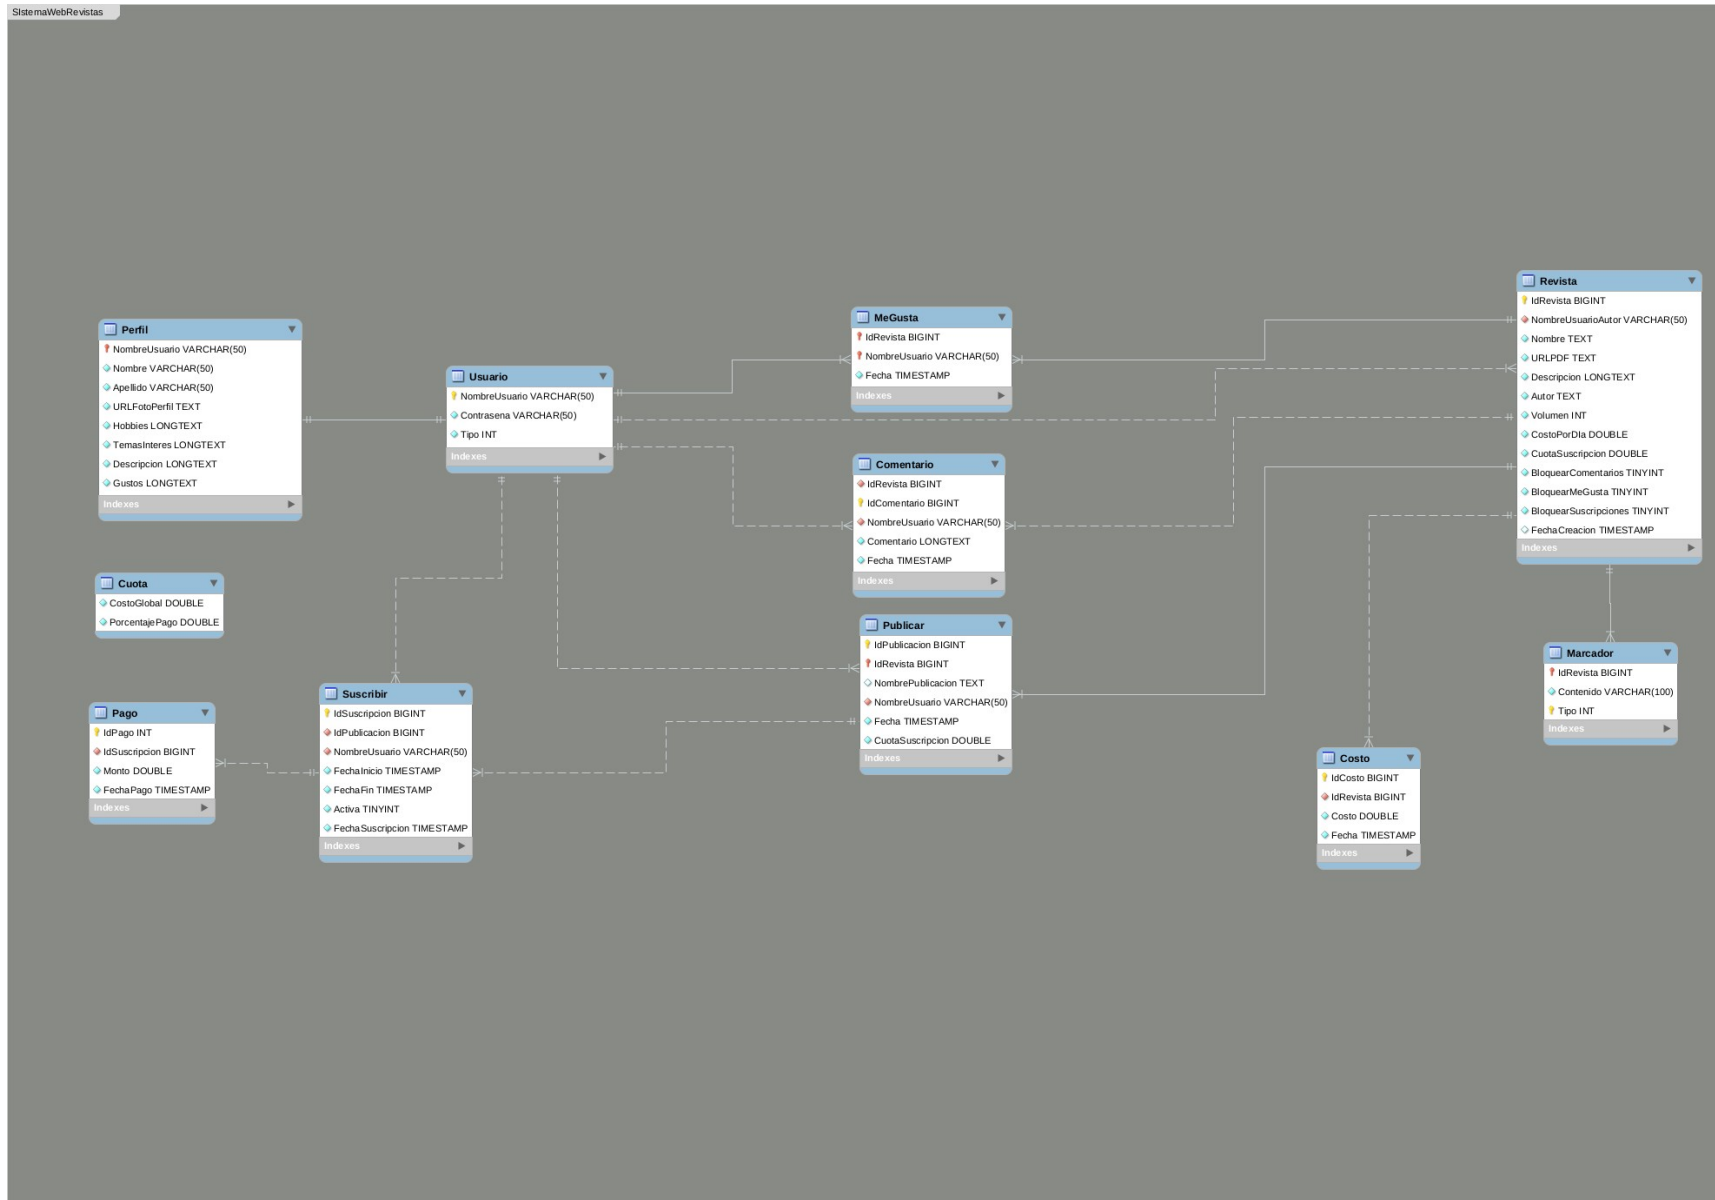 SIstemaWebRevistas
Perfil
NombreUsuario VARCHAR(50)
Nombre VARCHAR(50)
Apellido VARCHAR(50)
URLFotoPerfil TEXT
Hobbies LONGTEXT
TemasInteres LONGTEXT
Descripcion LONGTEXT
Gustos LONGTEXT
Indexes
Usuario
NombreUsuario VARCHAR(50)
Contrasena VARCHAR(50)
Tipo INT
Indexes
MeGusta
IdRevista BIGINT
NombreUsuario VARCHAR(50)
Fecha TIMESTAMP
Indexes
Revista
IdRevista BIGINT
NombreUsuarioAutor VARCHAR(50)
Nombre TEXT
URLPDF TEXT
Descripcion LONGTEXT
Autor TEXT
Volumen INT
CostoPorDIa DOUBLE
CuotaSuscripcion DOUBLE
BloquearComentarios TINYINT
BloquearMeGusta TINYINT
BloquearSuscripciones TINYINT
FechaCreacion TIMESTAMP
Indexes
Comentario
IdRevista BIGINT
IdComentario BIGINT
NombreUsuario VARCHAR(50)
Comentario LONGTEXT
Fecha TIMESTAMP
Indexes
Cuota
CostoGlobal DOUBLE
PorcentajePago DOUBLE
Publicar
IdPublicacion BIGINT
IdRevista BIGINT
NombrePublicacion TEXT
NombreUsuario VARCHAR(50)
Fecha TIMESTAMP
CuotaSuscripcion DOUBLE
Indexes
Marcador
IdRevista BIGINT
Contenido VARCHAR(100)
Tipo INT
Indexes
Suscribir
IdSuscripcion BIGINT
IdPublicacion BIGINT
NombreUsuario VARCHAR(50)
FechaInicio TIMESTAMP
FechaFin TIMESTAMP
Activa TINYINT
FechaSuscripcion TIMESTAMP
Indexes
Pago
IdPago INT
IdSuscripcion BIGINT
Monto DOUBLE
FechaPago TIMESTAMP
Indexes
Costo
IdCosto BIGINT
IdRevista BIGINT
Costo DOUBLE
Fecha TIMESTAMP
Indexes